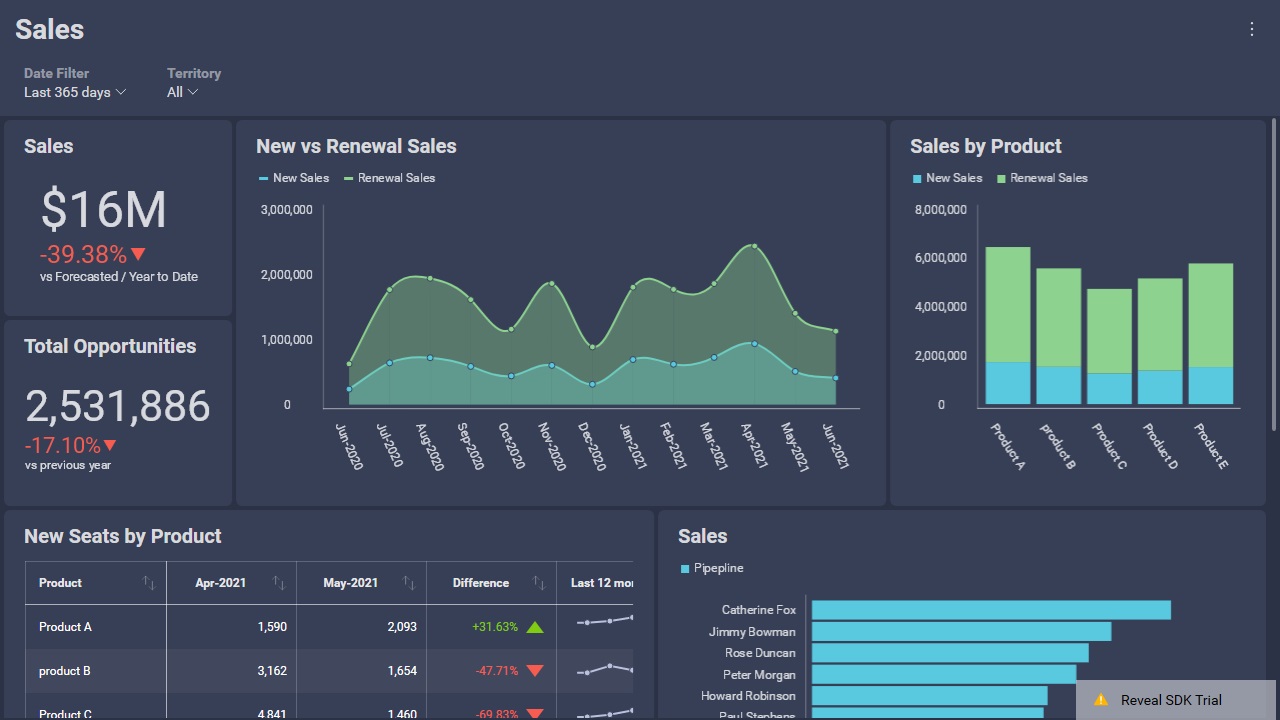 Sales
Date Filter
Last 365 days
Territory
All
Sales
$16M
-39.38%
vs Forecasted / Year to Date
Total Opportunities
2,531,886
-17.10%
vs previous year
New vs Renewal Sales
New Sales Renewal Sales
3,000,000
2,000,000
1,000,000
0
Jun-2020 Jul-2020 Aug-2020 Sep-2020 Oct-2020 Nov-2020 Dec-2020 Jan-2021 Feb-2021 Mar-2021 Apr-2021 May-2021 Jun-2021
Sales by Product
New Sales Renewal Sales
8,000,000
6,000,000
4,000,000
2,000,000
0
Product A product B Product C Product D Product E
New Seats by Product
Product Apr-2021 May-2021 Difference Last 12 mo
Product A 1,590 2,093 +31.63%
product B 3,162 1,654 -47.71%
Product C 4,841 1,460 -69.83%
Sales
Pipepline
Catherine Fox
Jimmy Bowman
Rose Duncan
Peter Morgan
Howard Robinson
Paul Stephens
Reveal SDK Trial